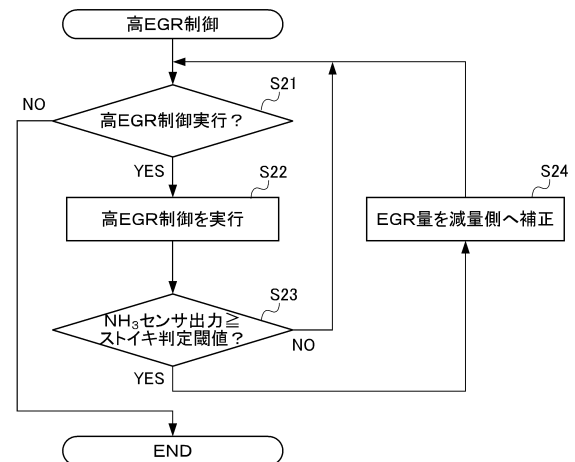 高EGR制御
S21
NO
高EGR制御実行？
YES
S22
高EGR制御を実行
S24
EGR量を減量側へ補正
S23
NH₃センサ出力≧
ストイキ判定閾値？
NO
YES
END